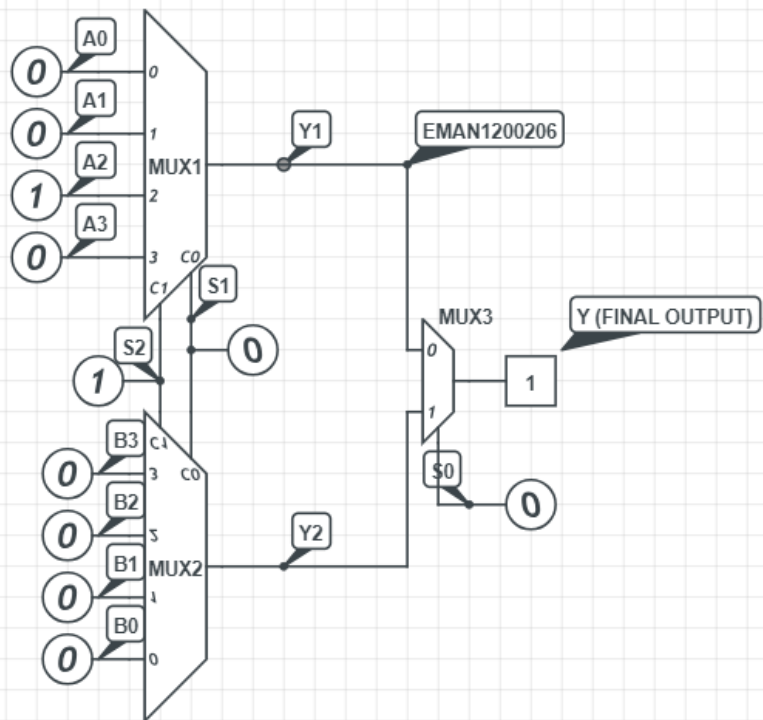 A0
0
0
A1
0
1
Y1
EMAN1200206
A2
MUX1
1
2
A3
0
3
C0
C1
S1
MUX3
Y (FINAL OUTPUT)
S2
0
0
1
1
1
B3
C1
C0
0
3
S0
0
B2
0
2
Y2
B1
MUX2
0
1
B0
0
0